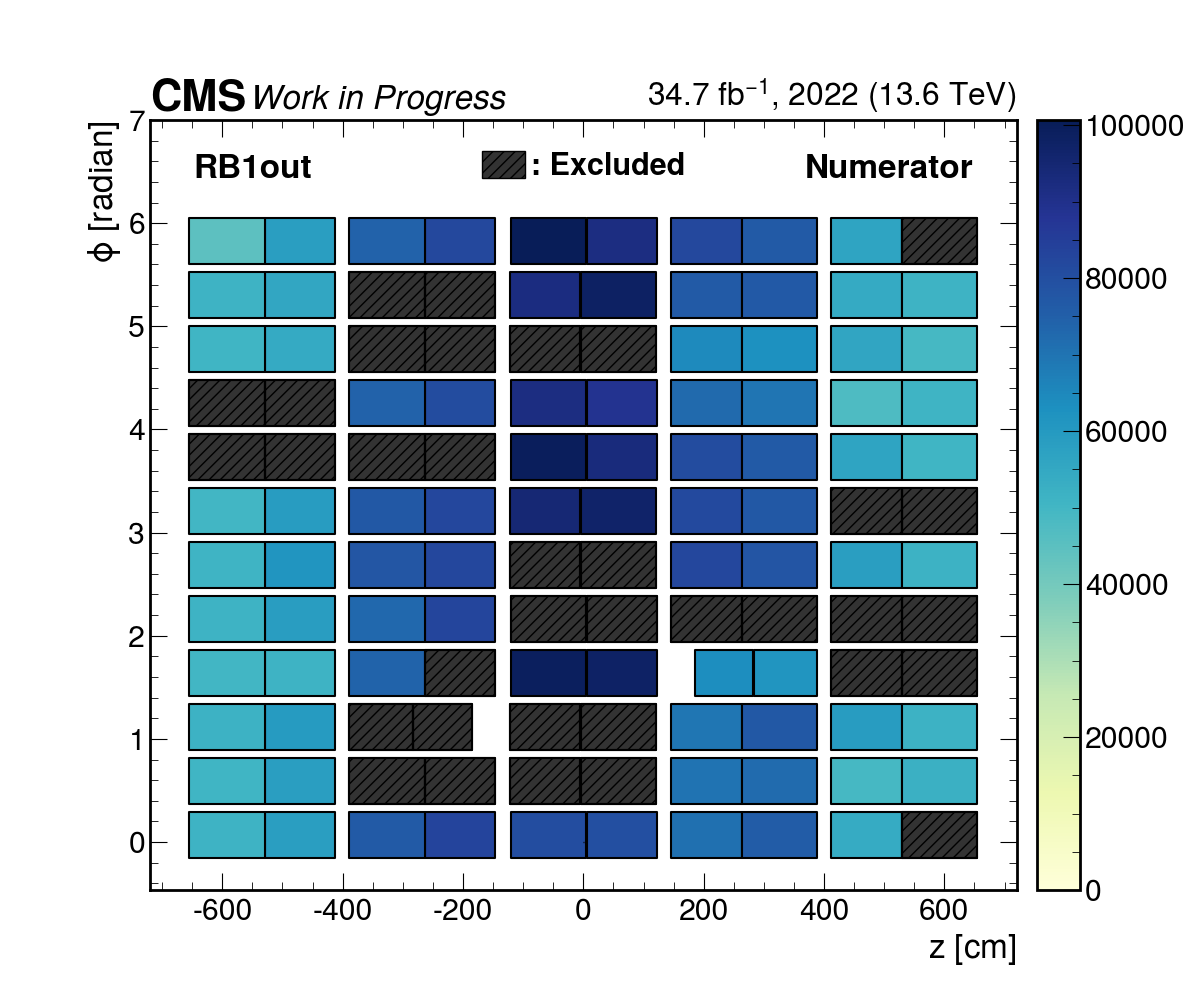 CMS Work in Progress 34.7 fb⁻¹, 2022 (13.6 TeV)
RB1out : Excluded Numerator
ϕ [radian]
7
6
5
4
3
2
1
0
-600 -400 -200 0 200 400 600
z [cm]
100000
80000
60000
40000
20000
0